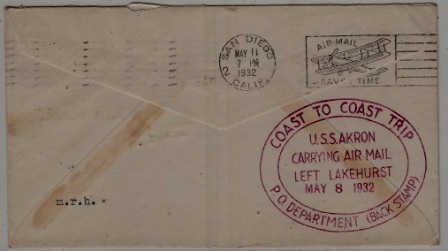 SAN DIEGO
MAY 11
7 PM
1932
2 CALIF.
AIR MAIL
SAVES TIME
COAST TO COAST TRIP
U.S.S. AKRON
CARRYING AIR MAIL
LEFT LAKEHURST
MAY 8 1932
P.O. DEPARTMENT (BACK STAMP)
m.r.h.